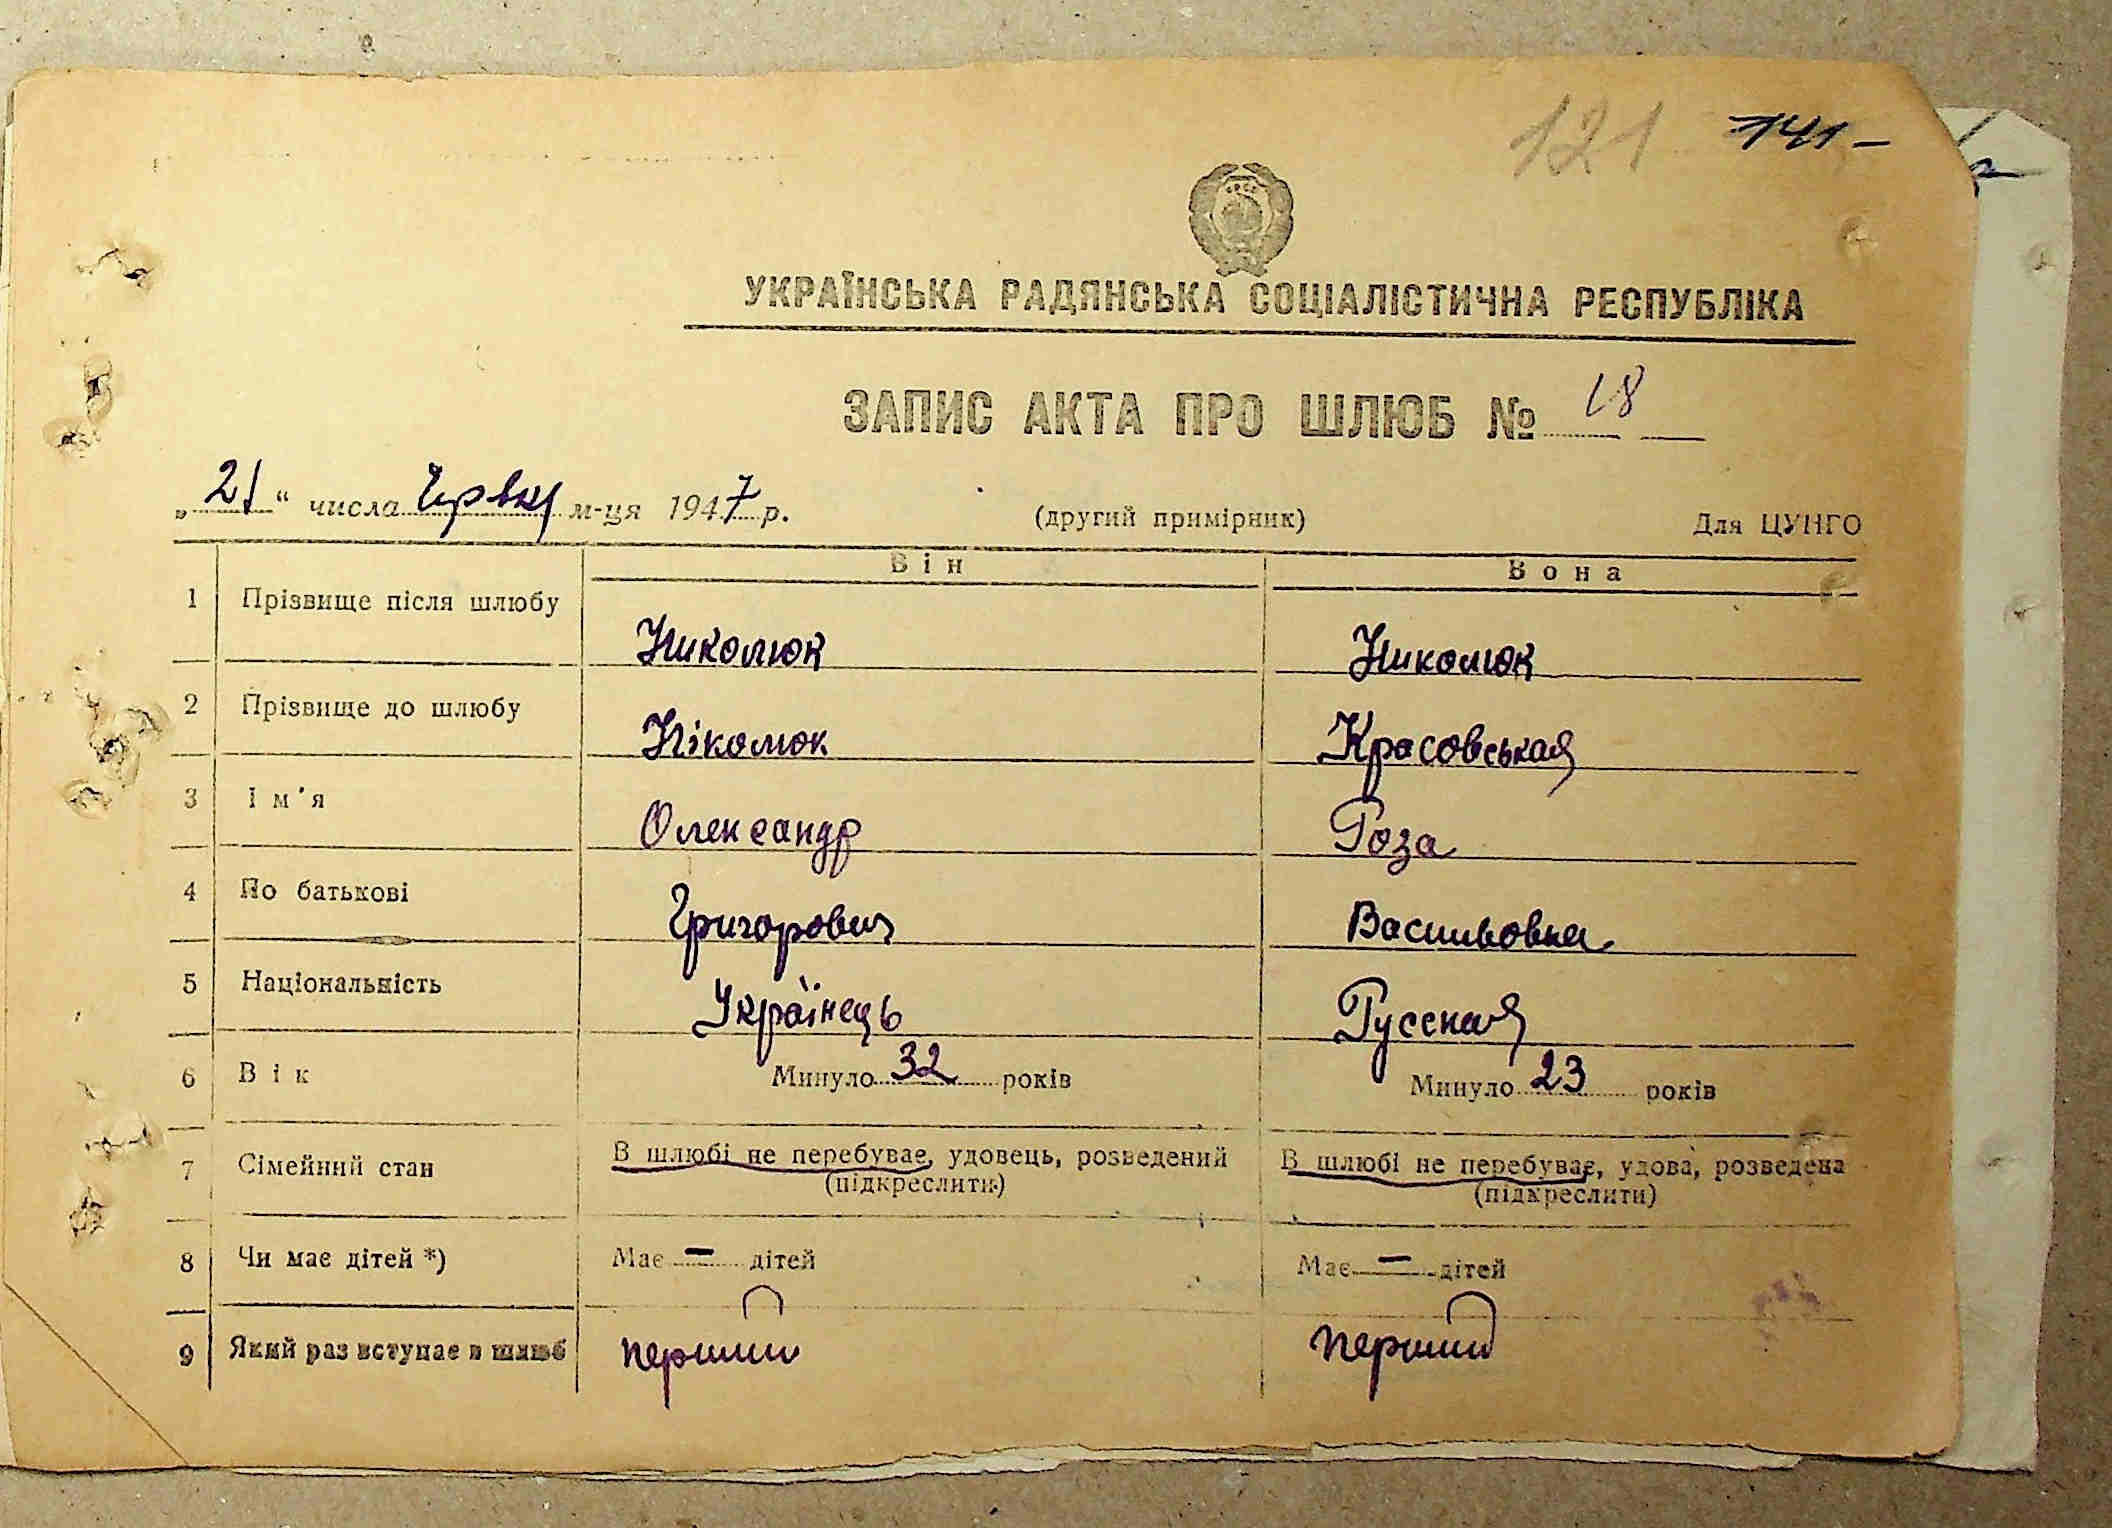 121 141-
УКРАЇНСЬКА РАДЯНСЬКА СОЦІАЛІСТИЧНА РЕСПУБЛІКА
ЗАПИС АКТА ПРО ШЛЮБ № 18
„21“ числа Червня м-ця 1947 р. (другий примірник) Для ЦУНГО
Він Вона
1 Прізвище після шлюбу Николюк Николюк
2 Прізвище до шлюбу Ніколюк Красовськая
3 Ім'я Олександр Роза
4 По батькові Григорович Васильовна
5 Національність Українець Русская
6 Вік Минуло 32 років Минуло 23 років
7 Сімейний стан В шлюбі не перебуває, удовець, розведений В шлюбі не перебуває, удова, розведена
(підкреслити) (підкреслити)
8 Чи має дітей *) Має — дітей Має — дітей
9 Який раз вступає в шлюб перший перший